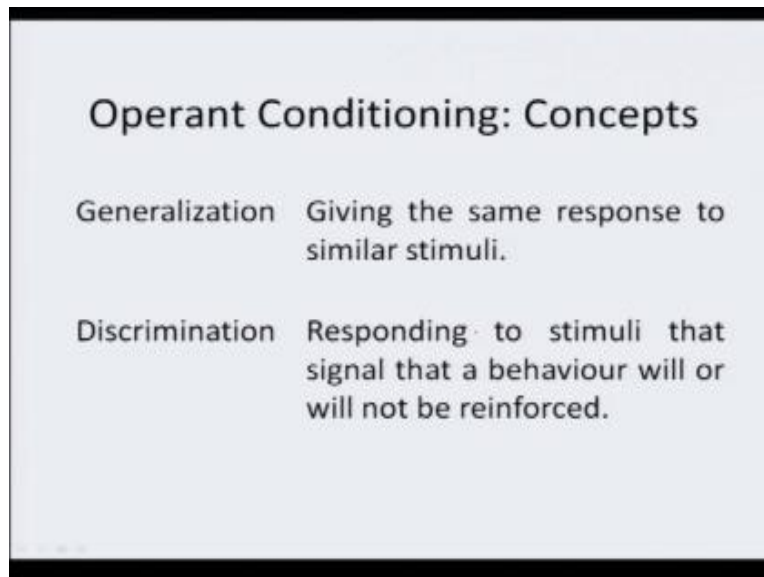 Operant Conditioning: Concepts
Generalization Giving the same response to
similar stimuli.
Discrimination Responding to stimuli that
signal that a behaviour will or
will not be reinforced.